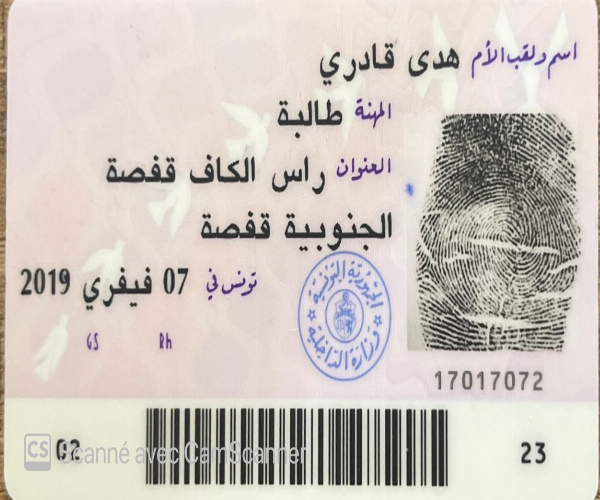 اسم ولقب الأم هدى قادري
المهنة طالبة
العنوان راس الكاف قفصة
الجنوبية قفصة
تونس في 07 فيفري 2019
GS Rh
الجمهورية التونسية
وزارة الداخلية
17017072
02 23
CS Scanné avec CamScanner